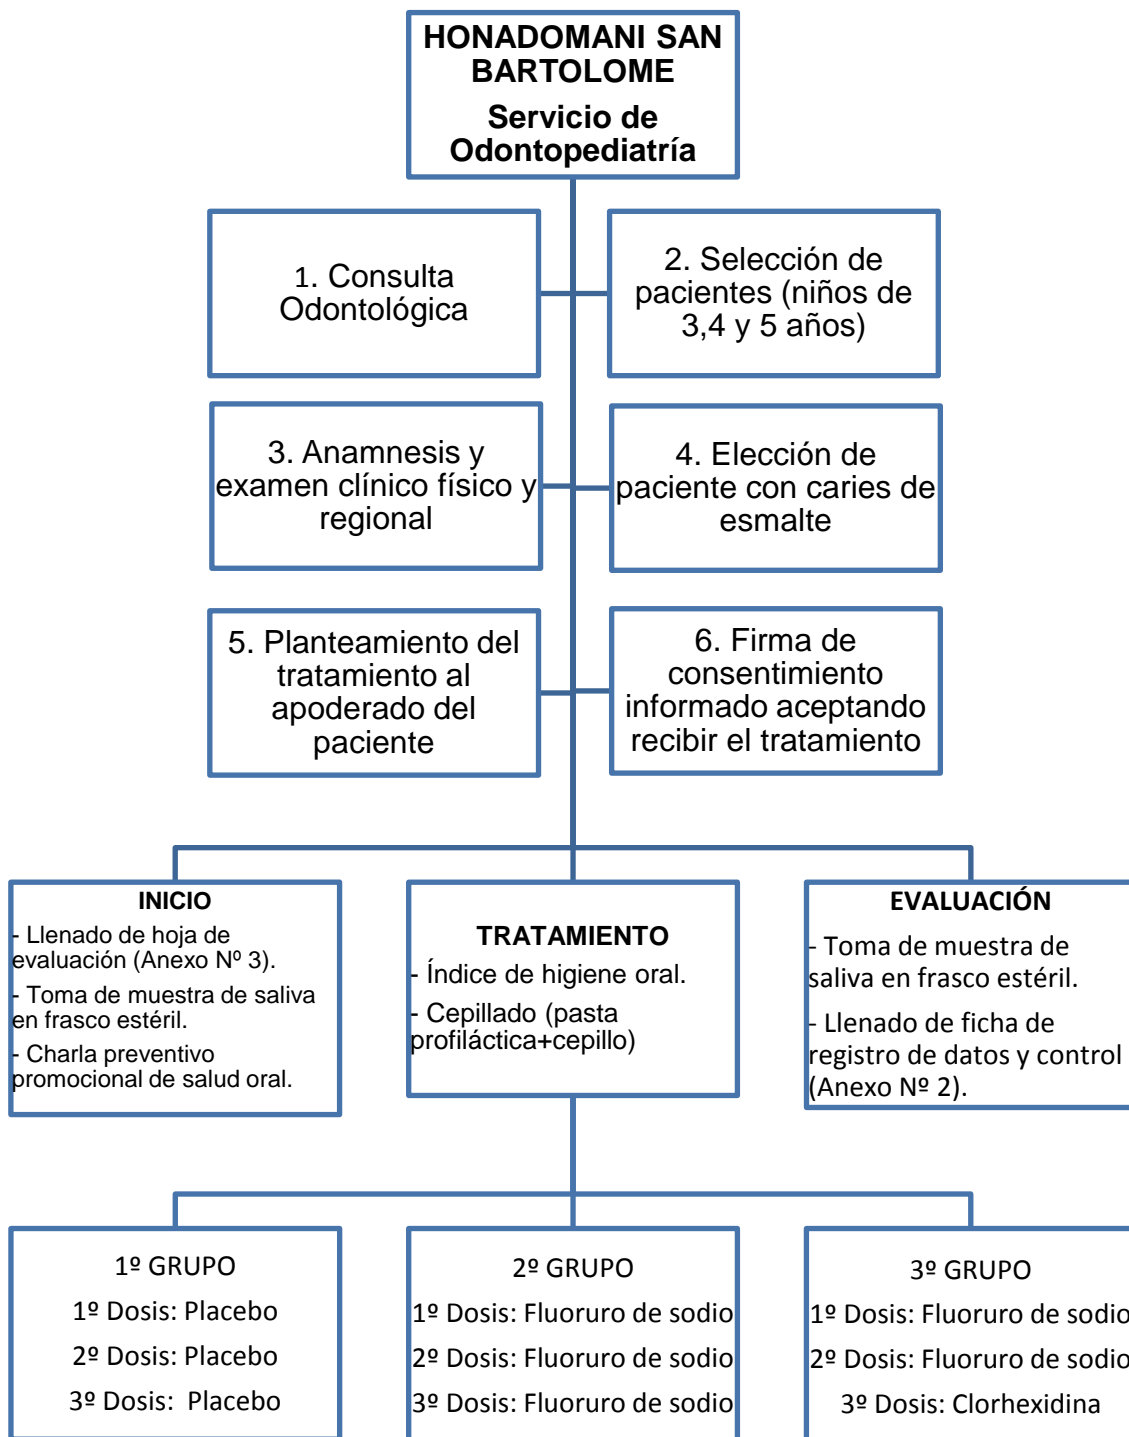 HONADOMANI SAN
BARTOLOME
Servicio de
Odontopediatría
1. Consulta
Odontológica
2. Selección de
pacientes (niños de
3,4 y 5 años)
3. Anamnesis y
examen clínico físico y
regional
4. Elección de
paciente con caries de
esmalte
5. Planteamiento del
tratamiento al
apoderado del
paciente
6. Firma de
consentimiento
informado aceptando
recibir el tratamiento
INICIO
- Llenado de hoja de
evaluación (Anexo Nº 3).
- Toma de muestra de saliva
en frasco estéril.
- Charla preventivo
promocional de salud oral.
TRATAMIENTO
- Índice de higiene oral.
- Cepillado (pasta
profiláctica+cepillo)
EVALUACIÓN
- Toma de muestra de
saliva en frasco estéril.
- Llenado de ficha de
registro de datos y control
(Anexo Nº 2).
1º GRUPO
1º Dosis: Placebo
2º Dosis: Placebo
3º Dosis: Placebo
2º GRUPO
1º Dosis: Fluoruro de sodio
2º Dosis: Fluoruro de sodio
3º Dosis: Fluoruro de sodio
3º GRUPO
1º Dosis: Fluoruro de sodio
2º Dosis: Fluoruro de sodio
3º Dosis: Clorhexidina